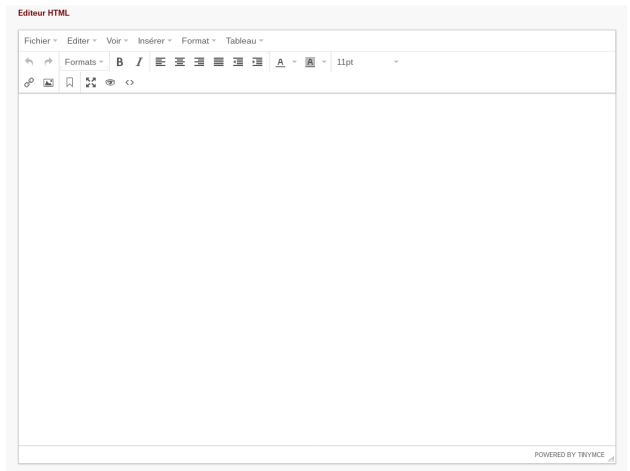 Editeur HTML
Fichier Editer Voir Insérer Format Tableau
Formats B I A A 11pt
POWERED BY TINYMCE